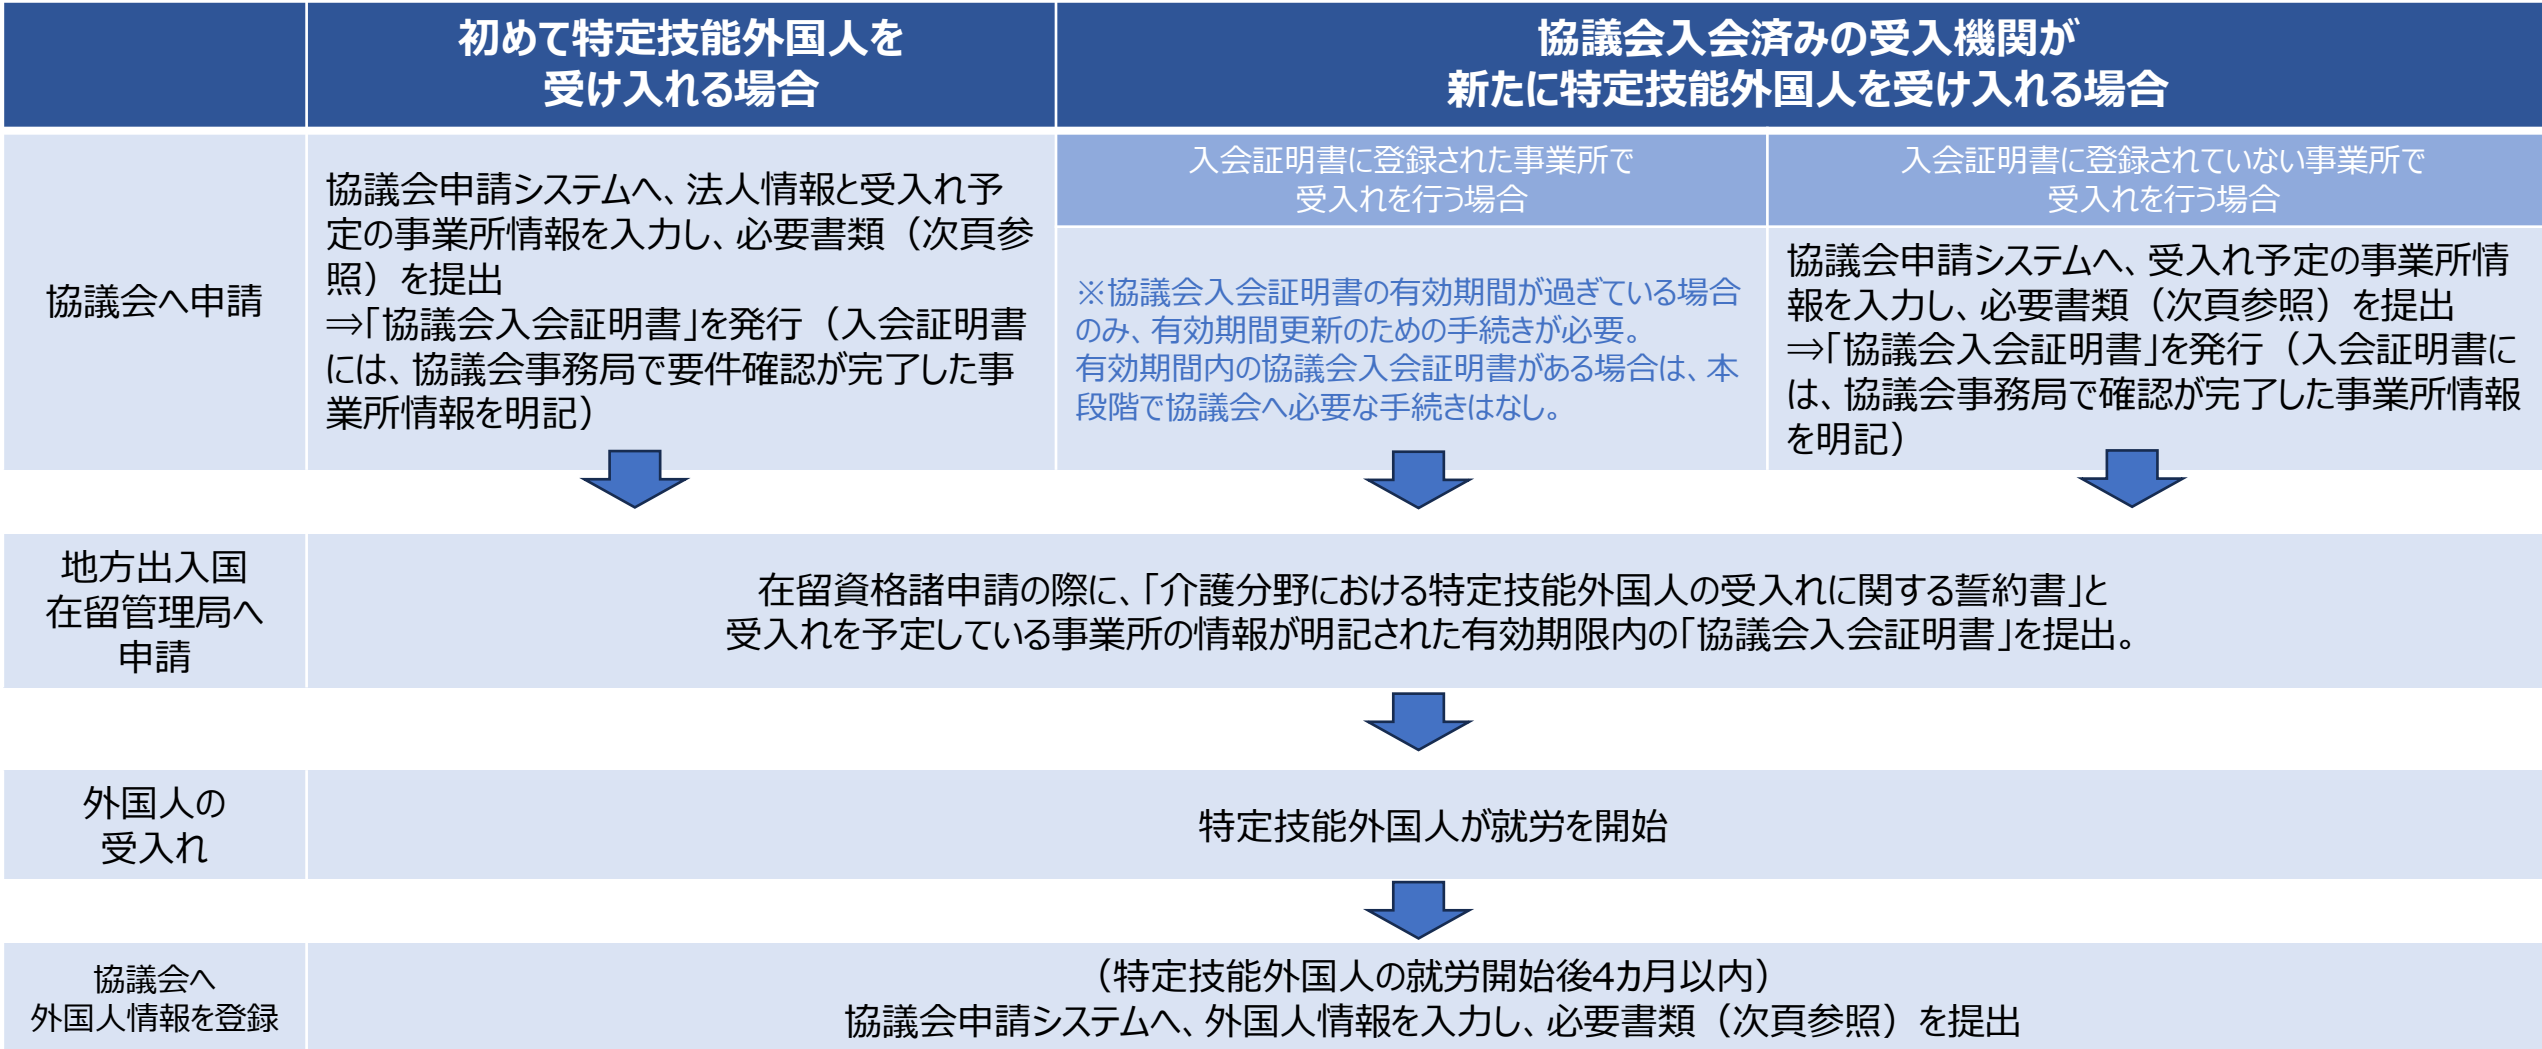 初めて特定技能外国人を
受け入れる場合
協議会入会済みの受入機関が
新たに特定技能外国人を受け入れる場合
協議会へ申請
協議会申請システムへ、法人情報と受入れ予
定の事業所情報を入力し、必要書類（次頁参
照）を提出
⇒「協議会入会証明書」を発行（入会証明書
には、協議会事務局で要件確認が完了した事
業所情報を明記）
入会証明書に登録された事業所で
受入れを行う場合
※協議会入会証明書の有効期間が過ぎている場合
のみ、有効期間更新のための手続きが必要。
有効期間内の協議会入会証明書がある場合は、本
段階で協議会へ必要な手続きはなし。
入会証明書に登録されていない事業所で
受入れを行う場合
協議会申請システムへ、受入れ予定の事業所情
報を入力し、必要書類（次頁参照）を提出
⇒「協議会入会証明書」を発行（入会証明書に
は、協議会事務局で確認が完了した事業所情報
を明記）
地方出入国
在留管理局へ
申請
在留資格諸申請の際に、「介護分野における特定技能外国人の受入れに関する誓約書」と
受入れを予定している事業所の情報が明記された有効期限内の「協議会入会証明書」を提出。
外国人の
受入れ
特定技能外国人が就労を開始
協議会へ
外国人情報を登録
（特定技能外国人の就労開始後4カ月以内）
協議会申請システムへ、外国人情報を入力し、必要書類（次頁参照）を提出